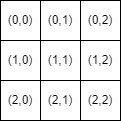 (0,0) (0,1) (0,2)
(1,0) (1,1) (1,2)
(2,0) (2,1) (2,2)